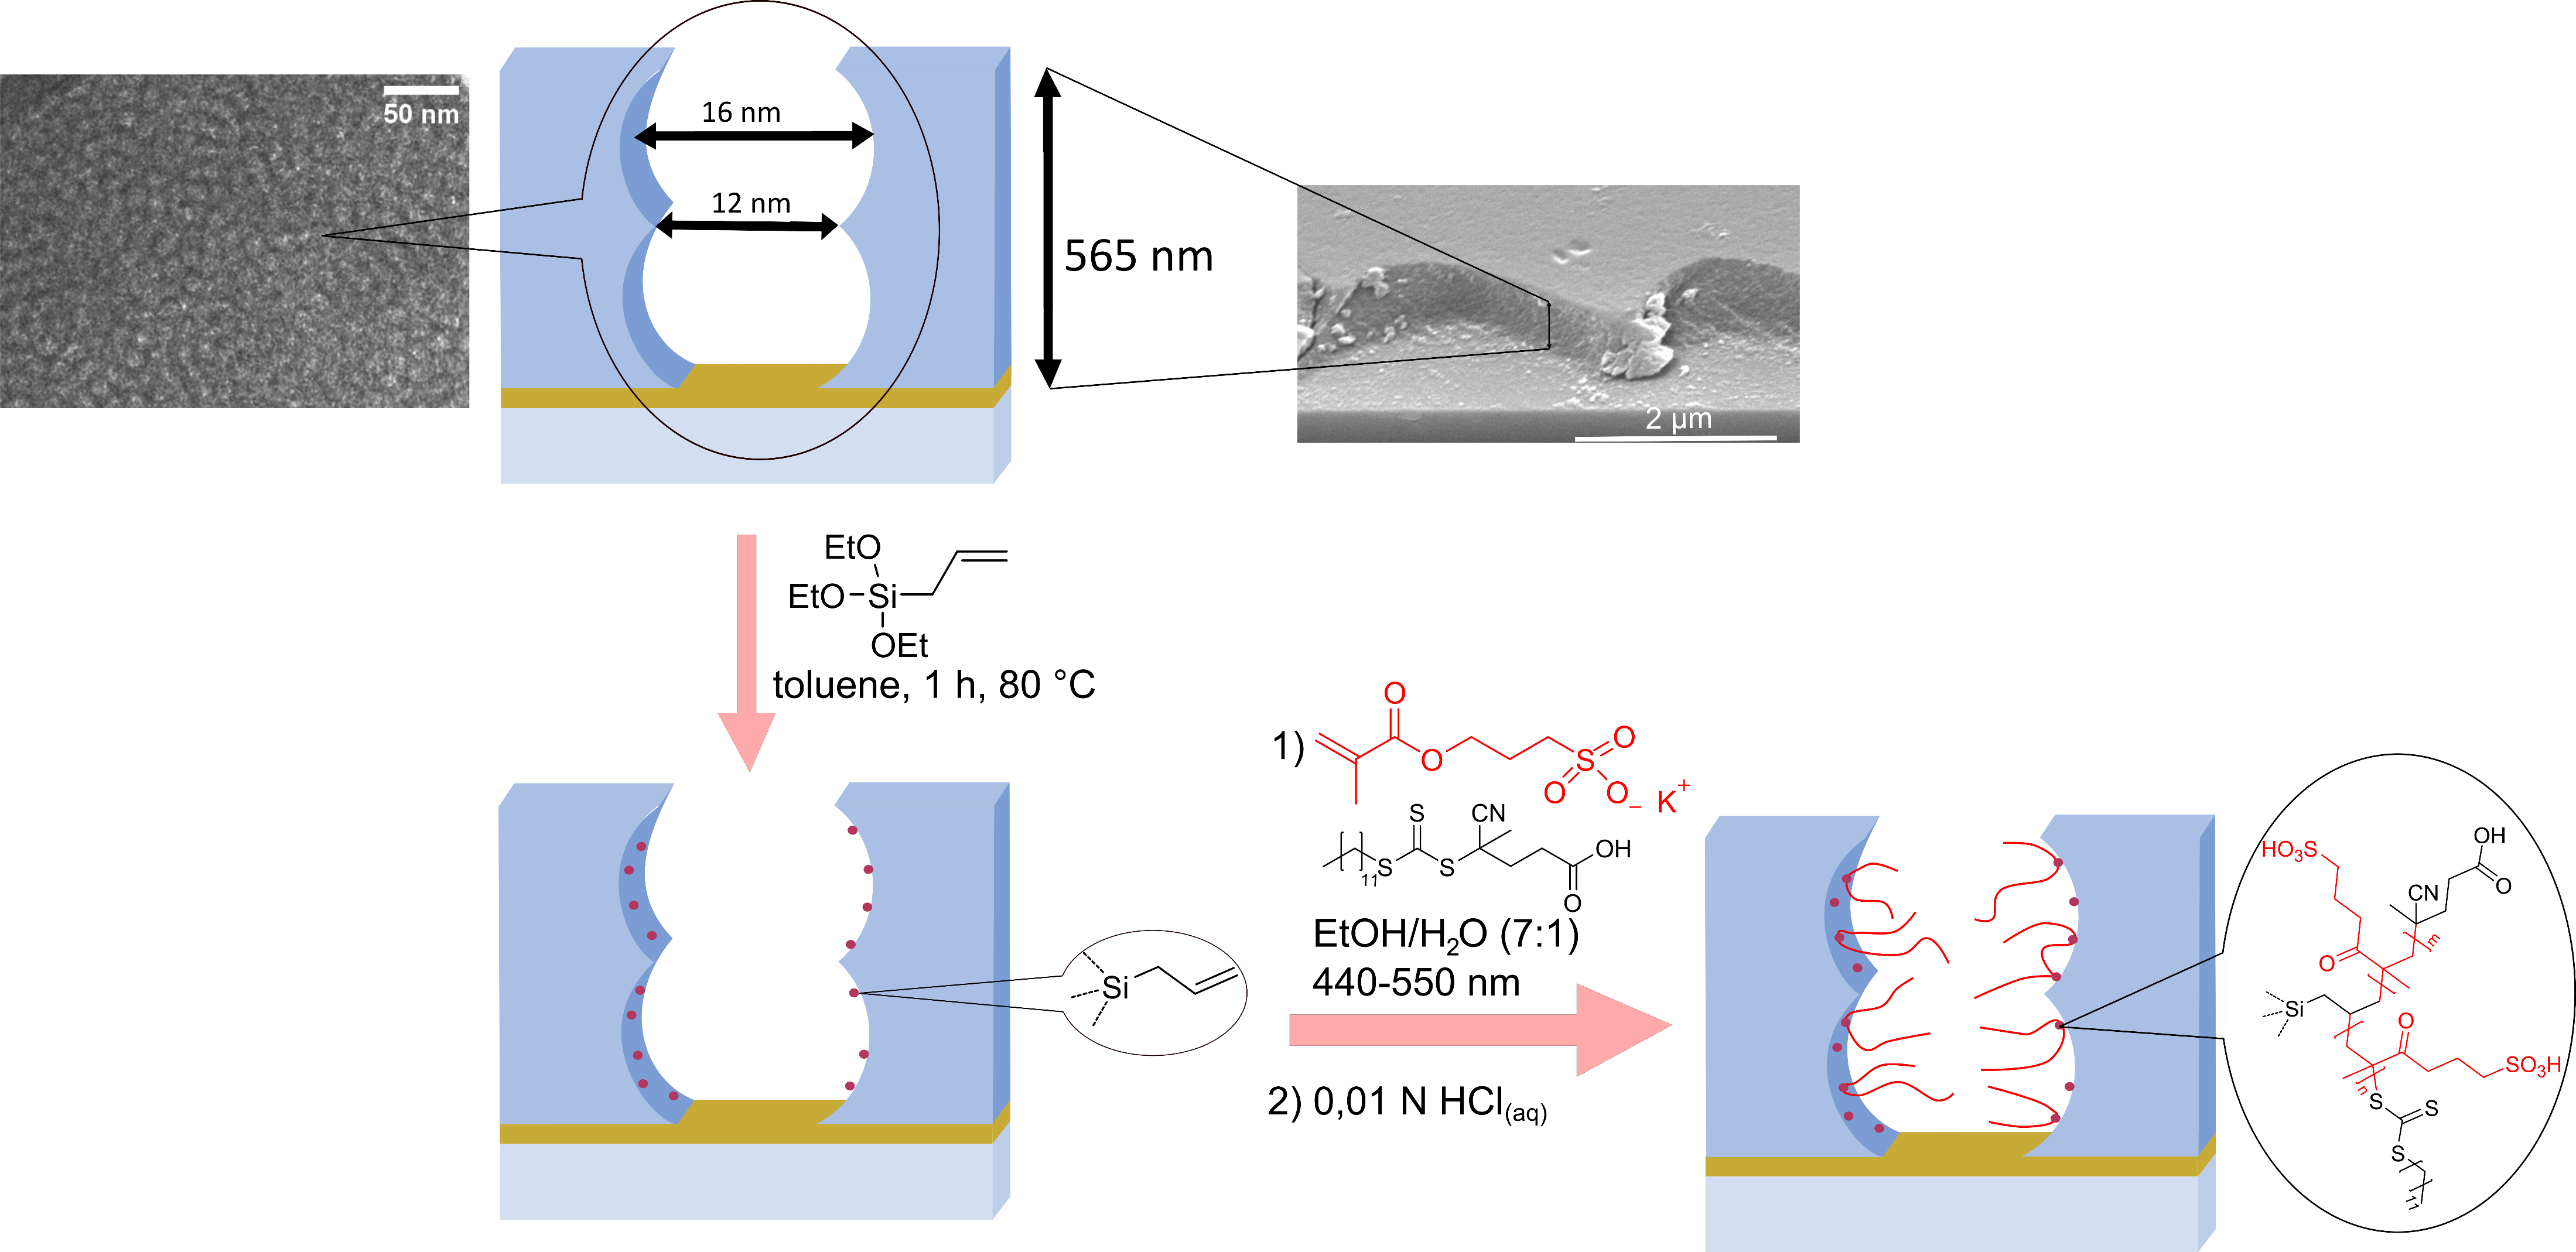 50 nm
16 nm
12 nm
565 nm
2 µm
EtO
EtO
Si
OEt
toluene, 1 h, 80 °C
1)
O
O
S
O
O
O− K+
S
CN
S
S
11
OH
O
EtOH/H2O (7:1)
440-550 nm
2) 0,01 N HCl(aq)
Si
HO3S
OH
O
CN
m
O
Si
O
SO3H
n
S
S
S
11